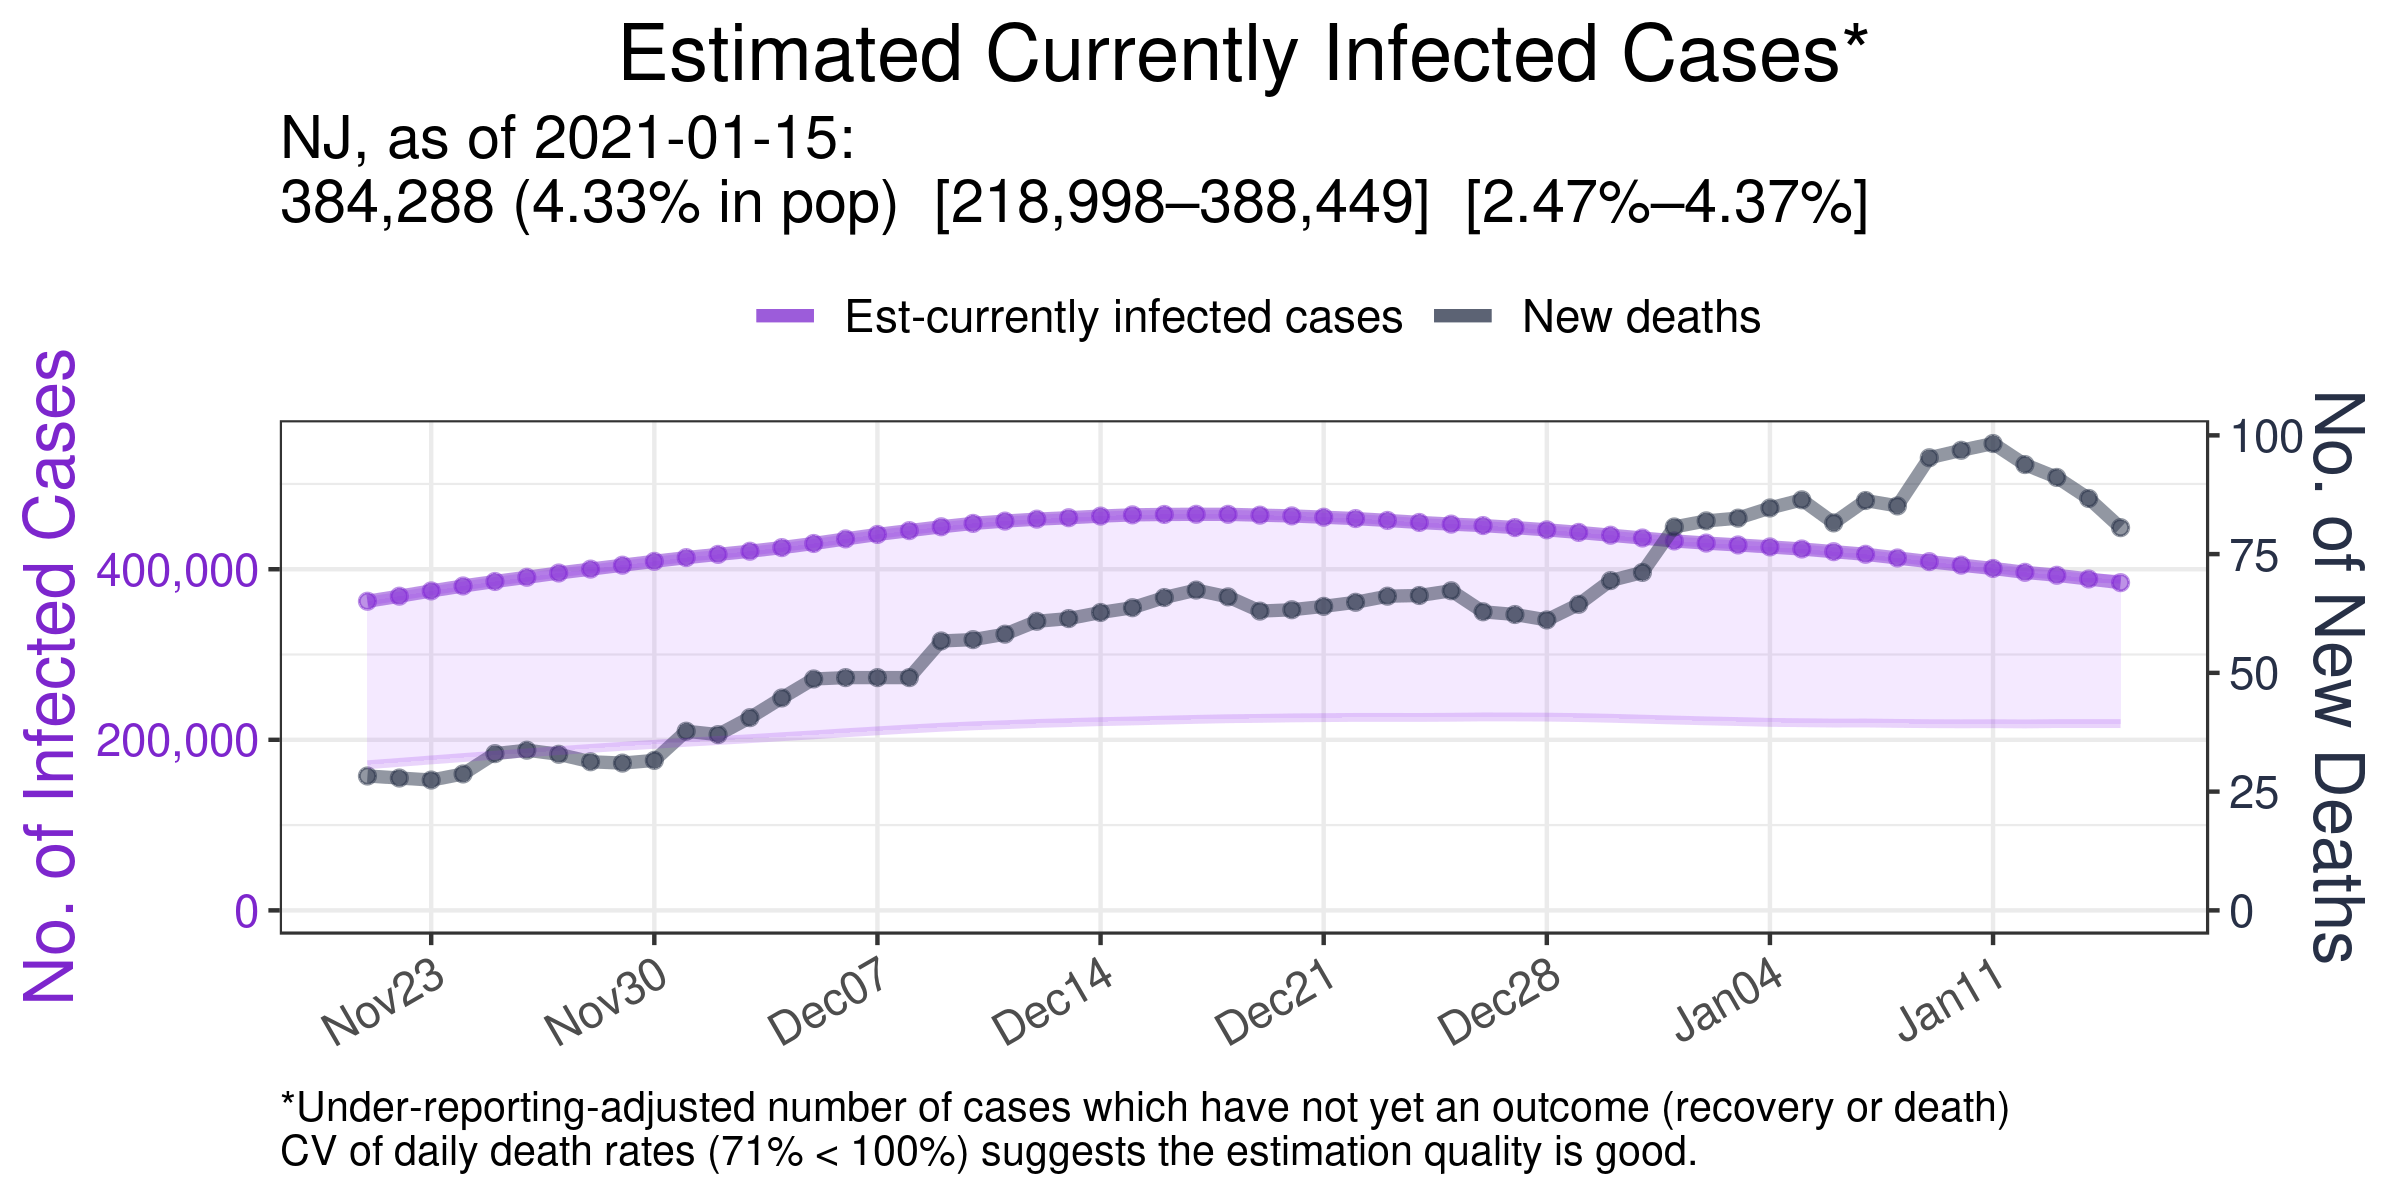 Estimated Currently Infected Cases*
NJ, as of 2021-01-15:
384,288 (4.33% in pop)  [218,998–388,449]  [2.47%–4.37%]
Est-currently infected cases
New deaths
No. of Infected Cases
400,000
200,000
0
100
75
50
25
0
No. of New Deaths
Nov23
Nov30
Dec07
Dec14
Dec21
Dec28
Jan04
Jan11
*Under-reporting-adjusted number of cases which have not yet an outcome (recovery or death)
CV of daily death rates (71% < 100%) suggests the estimation quality is good.